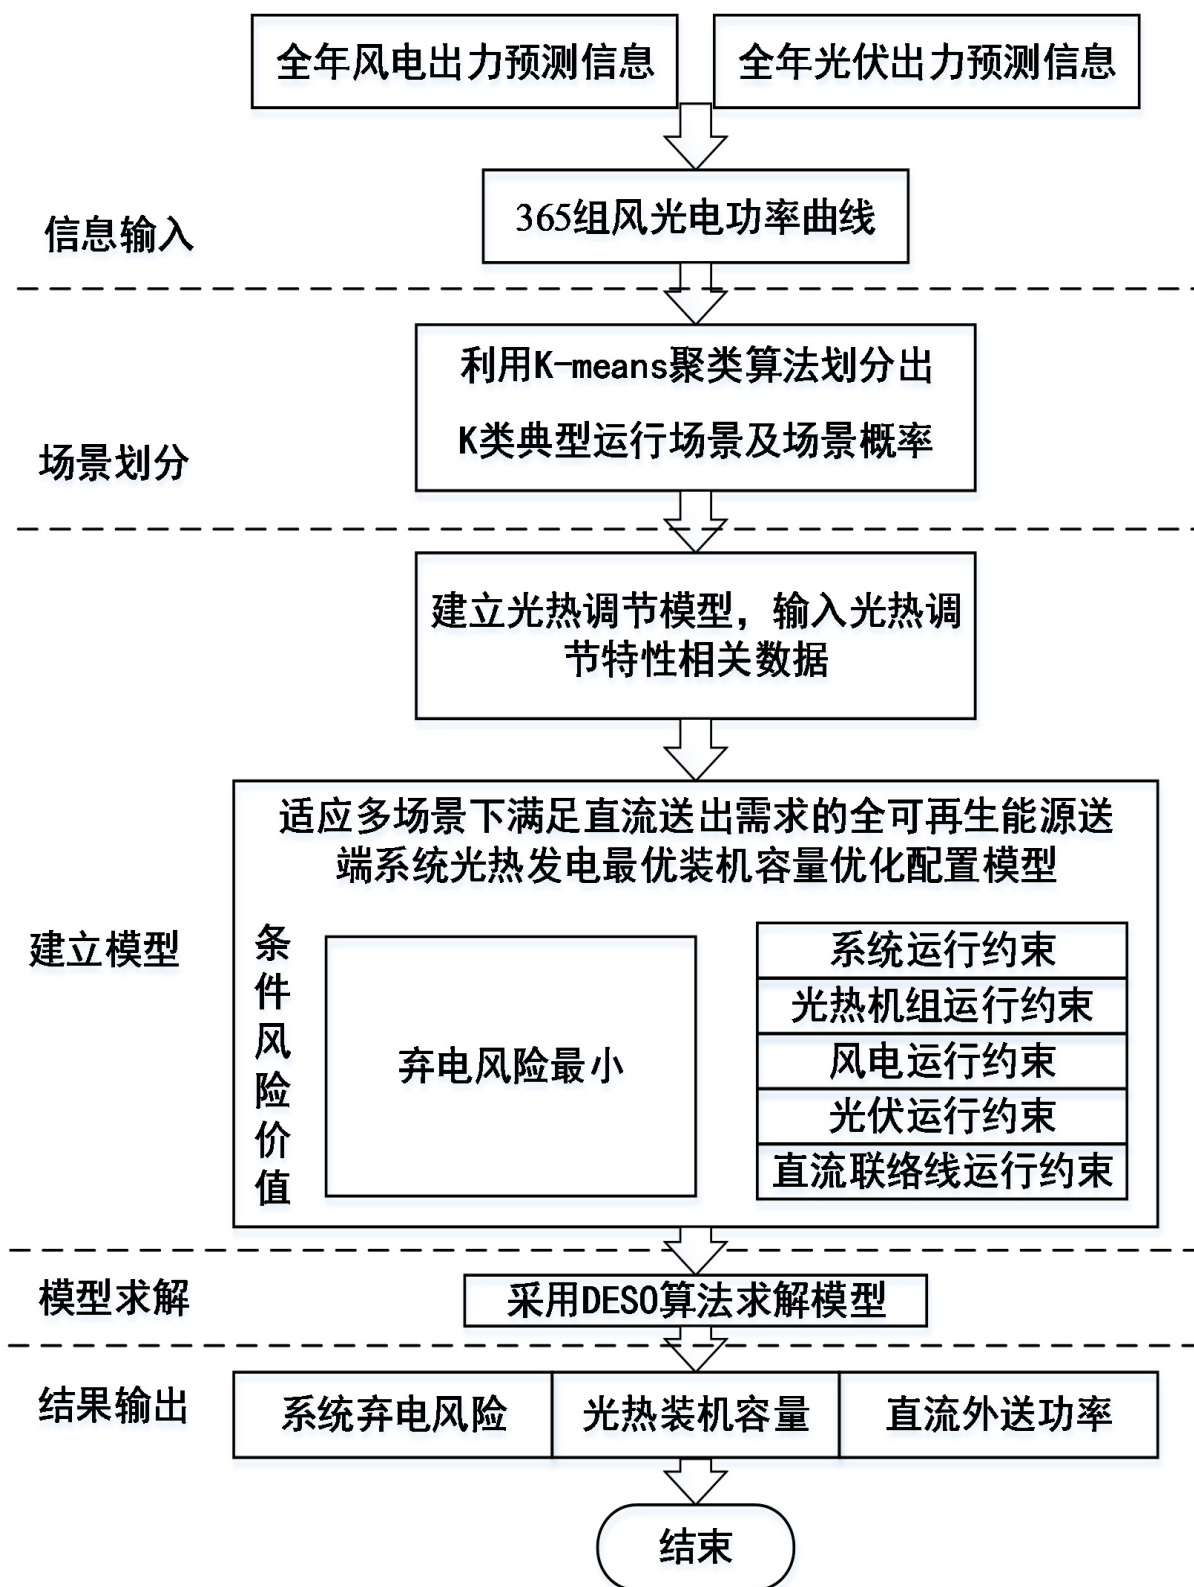 全年风电出力预测信息
全年光伏出力预测信息
365组风光电功率曲线
信息输入
利用K-means聚类算法划分出
K类典型运行场景及场景概率
场景划分
建立光热调节模型，输入光热调
节特性相关数据
适应多场景下满足直流送出需求的全可再生能源送
端系统光热发电最优装机容量优化配置模型
建立模型
条件风险价值
弃电风险最小
系统运行约束
光热机组运行约束
风电运行约束
光伏运行约束
直流联络线运行约束
模型求解
采用DESO算法求解模型
结果输出
系统弃电风险
光热装机容量
直流外送功率
结束